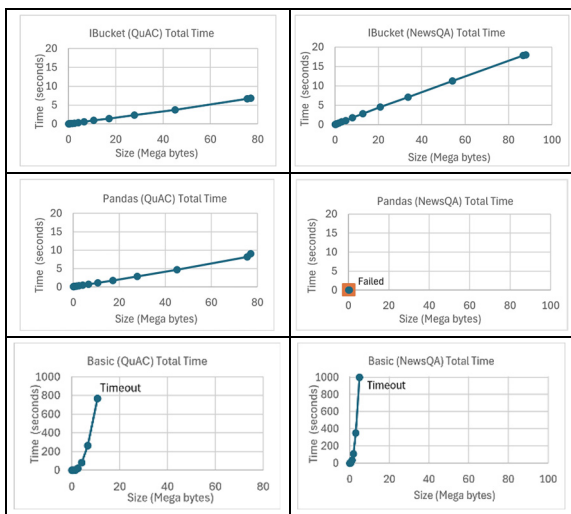 IBucket (QuAC) Total Time
20
15
10
5
0
Time (seconds)
0 20 40 60 80
Size (Mega bytes)
IBucket (NewsQA) Total Time
20
15
10
5
0
Time (seconds)
0 20 40 60 80 100
Size (Mega bytes)
Pandas (QuAC) Total Time
20
15
10
5
0
Time (seconds)
0 20 40 60 80
Size (Mega bytes)
Pandas (NewsQA) Total Time
20
15
10
5
0
Time (seconds)
Failed
0 20 40 60 80 100
Size (Mega bytes)
Basic (QuAC) Total Time
1000
800
600
400
200
0
Time (seconds)
Timeout
0 20 40 60 80
Size (Mega bytes)
Basic (NewsQA) Total Time
1000
800
600
400
200
0
Time (seconds)
Timeout
0 20 40 60 80 100
Size (Mega bytes)